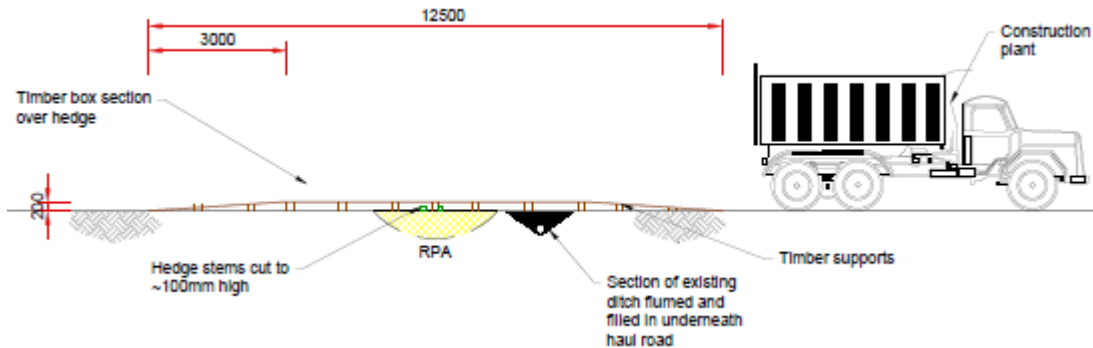 12500
3000
Construction
plant
Timber box section
over hedge
200
RPA
Hedge stems cut to
~100mm high
Timber supports
Section of existing
ditch flumed and
filled in underneath
haul road